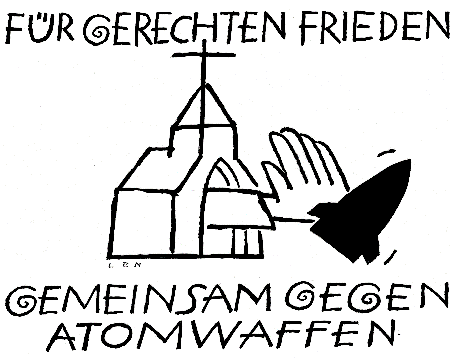 FÜR GERECHTEN FRIEDEN
GEMEINSAM GEGEN
ATOMWAFFEN